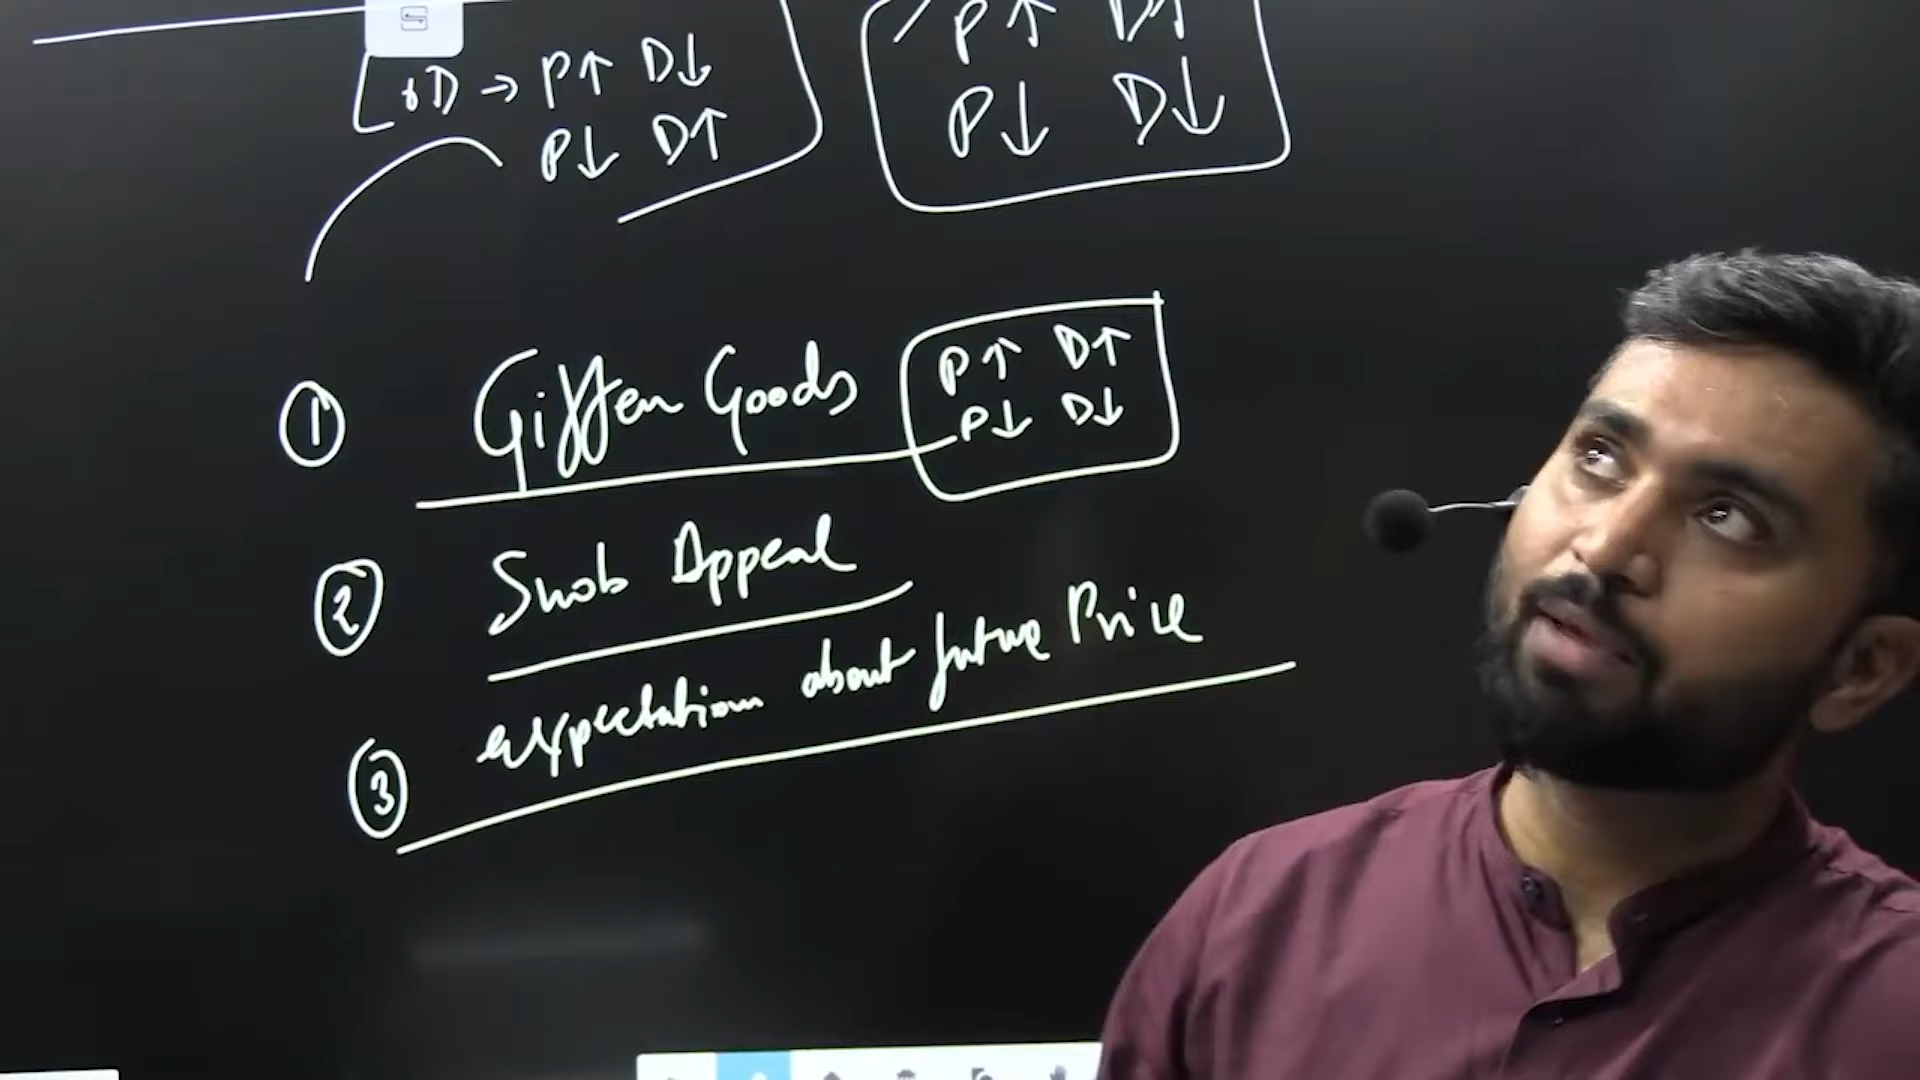 P↑ D↑
D → P↑ D↓
P↓ D↑
P↓ D↓
① Giffen Goods
P↑ D↑
P↓ D↓
② Snob Appeal
③ expectation about future Price